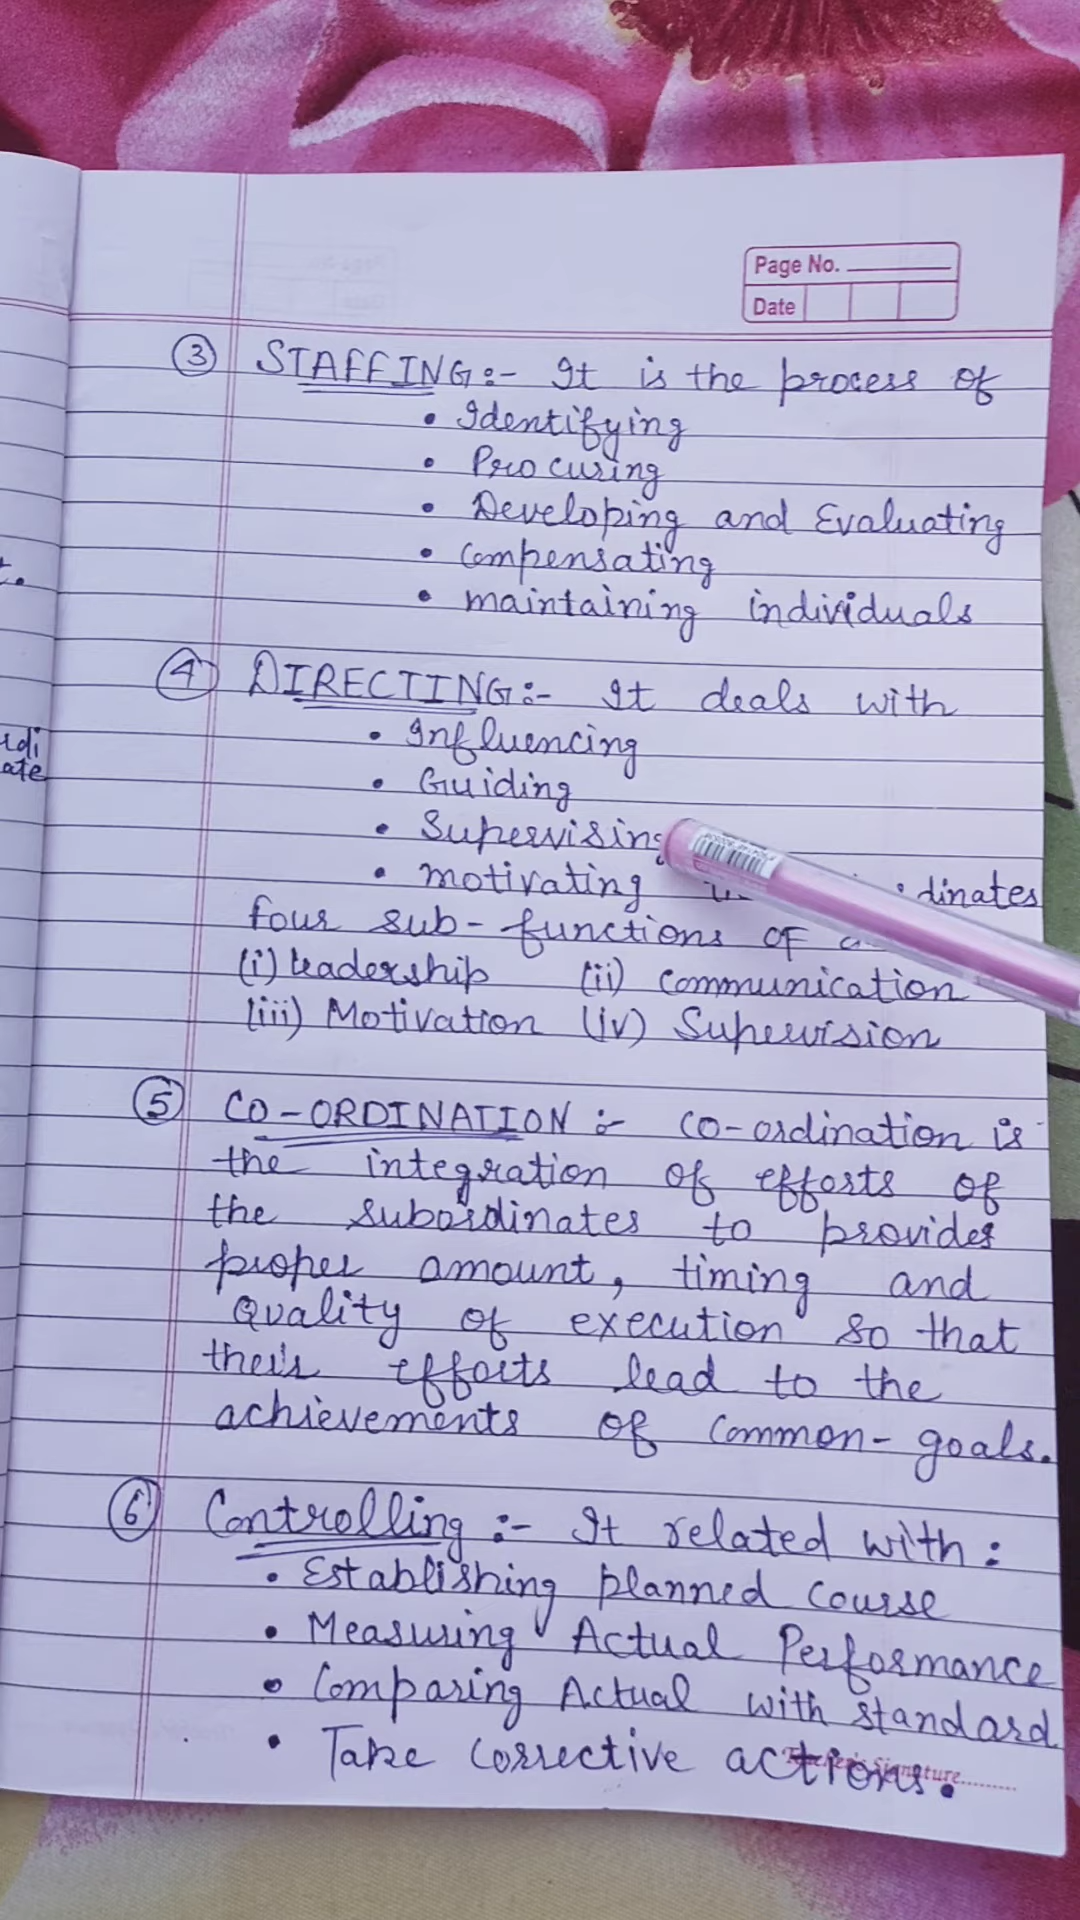 Page No.
Date
③ STAFFING :- It is the process of
• Identifying
• Procuring
• Developing and Evaluating
• Compensating
• maintaining individuals
④ DIRECTING :- It deals with
• Influencing
• Guiding
• Supervising
• motivating dinates
four sub-functions of
(i) Leadership (ii) Communication
(iii) Motivation (iv) Supervision
⑤ CO-ORDINATION :- Co-ordination is
the integration of efforts of
the subordinates to provides
proper amount, timing and
Quality of execution so that
their efforts lead to the
achievements of Common-goals.
⑥ Controlling :- It related with :
• Establishing planned Course
• Measuring Actual Performance
• Comparing Actual with standard
• Take corrective actions.
Teacher's Signature..........